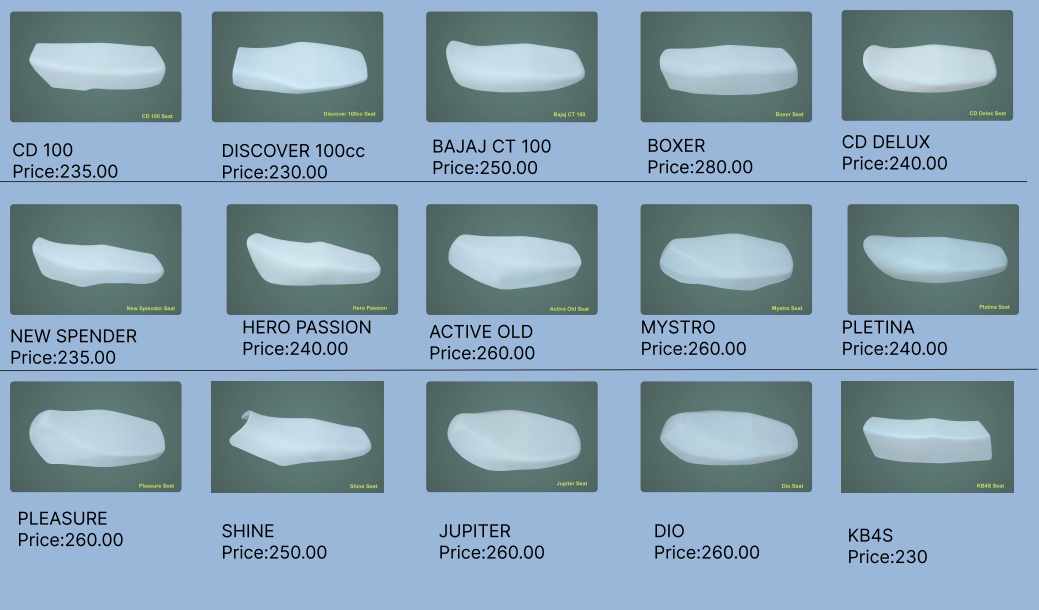 CD 100 Seat
Discover 100cc Seat
Bajaj CT 100
Boxer Seat
CD Delex Seat
CD 100
Price:235.00
DISCOVER 100cc
Price:230.00
BAJAJ CT 100
Price:250.00
BOXER
Price:280.00
CD DELUX
Price:240.00
New Splendor Seat
Hero Passion
Active Old Seat
Mystro Seat
Platina Seat
NEW SPENDER
Price:235.00
HERO PASSION
Price:240.00
ACTIVE OLD
Price:260.00
MYSTRO
Price:260.00
PLETINA
Price:240.00
Pleasure Seat
Shine Seat
Jupiter Seat
Dio Seat
KB4S Seat
PLEASURE
Price:260.00
SHINE
Price:250.00
JUPITER
Price:260.00
DIO
Price:260.00
KB4S
Price:230